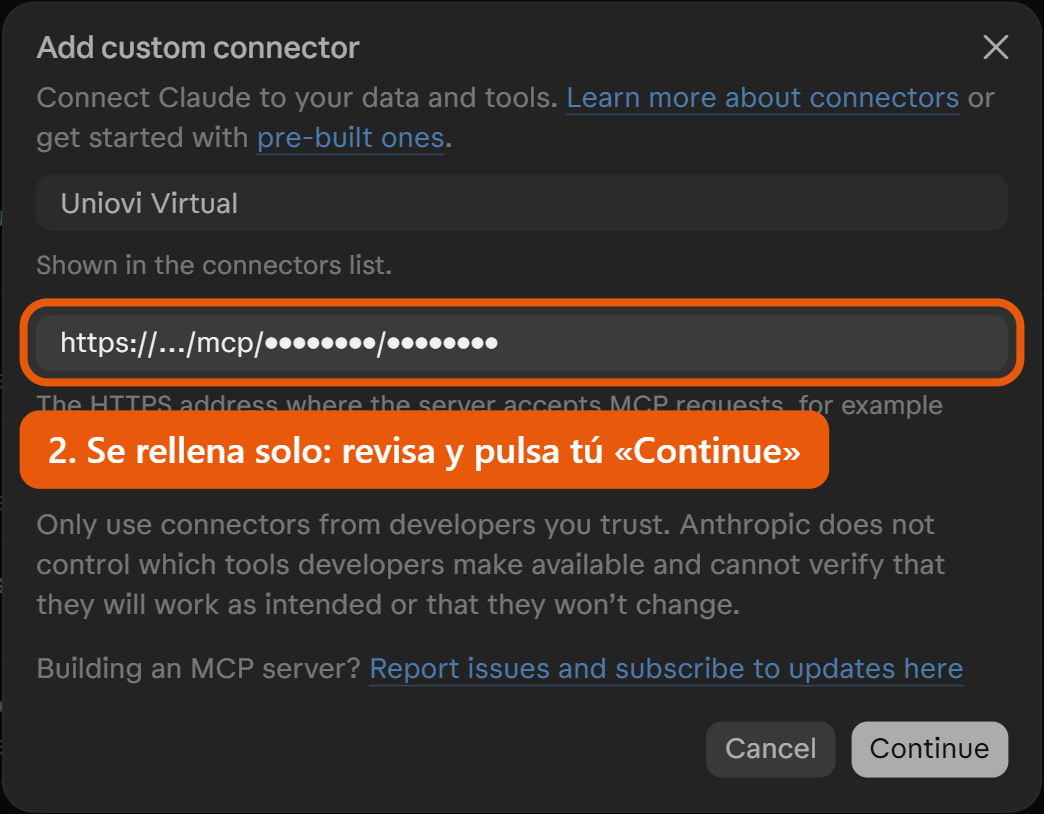 Add custom connector
Connect Claude to your data and tools. Learn more about connectors or
get started with pre-built ones.
Uniovi Virtual
Shown in the connectors list.
https://.../mcp/••••••••/••••••••
The HTTPS address where the server accepts MCP requests, for example
2. Se rellena solo: revisa y pulsa tú «Continue»
Only use connectors from developers you trust. Anthropic does not
control which tools developers make available and cannot verify that
they will work as intended or that they won’t change.
Building an MCP server? Report issues and subscribe to updates here
Cancel
Continue